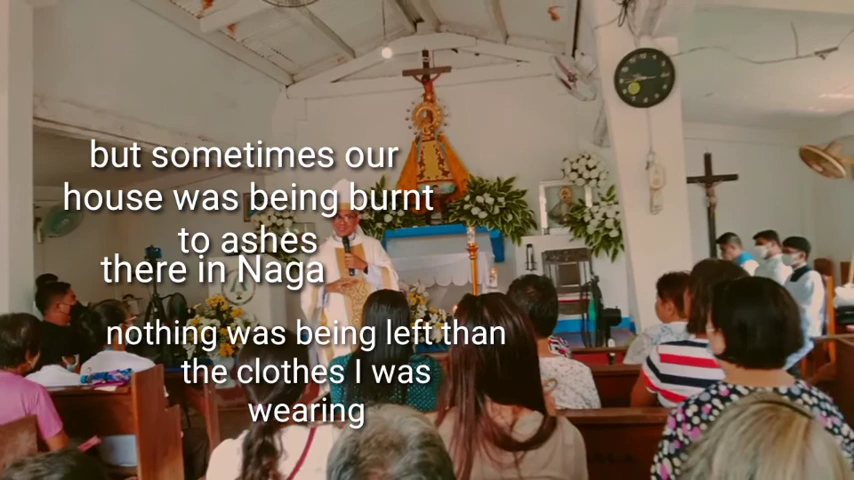 but sometimes our
house was being burnt
to ashes
there in Naga
nothing was being left than
the clothes I was
wearing